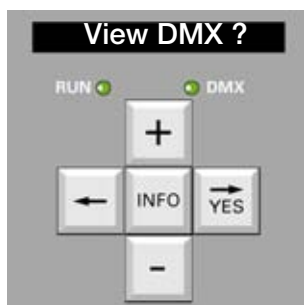 View DMX ?
RUN DMX
+
← INFO → YES
-